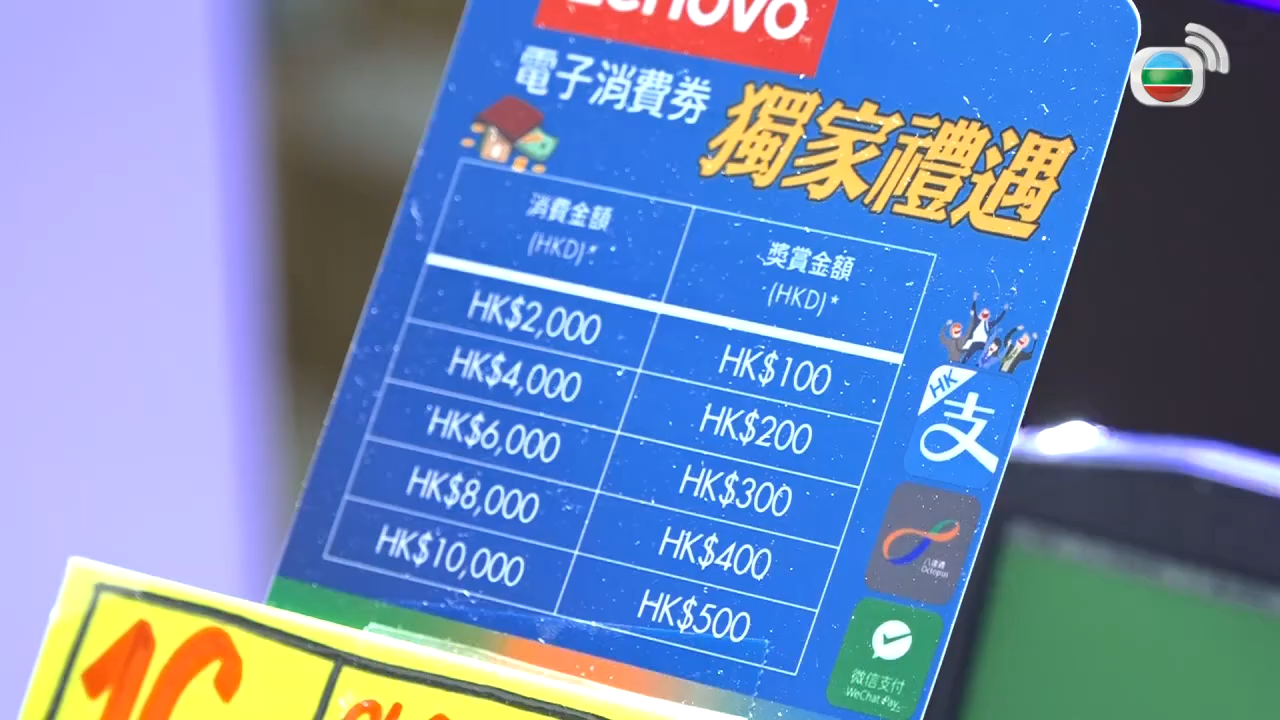 Lenovo
電子消費券
獨家禮遇
消費金額
(HKD)*
獎賞金額
(HKD)*
HK$2,000
HK$100
HK$4,000
HK$200
HK$6,000
HK$300
HK$8,000
HK$400
HK$10,000
HK$500
HK
支
八達通
Octopus
微信支付
WeChat Pay